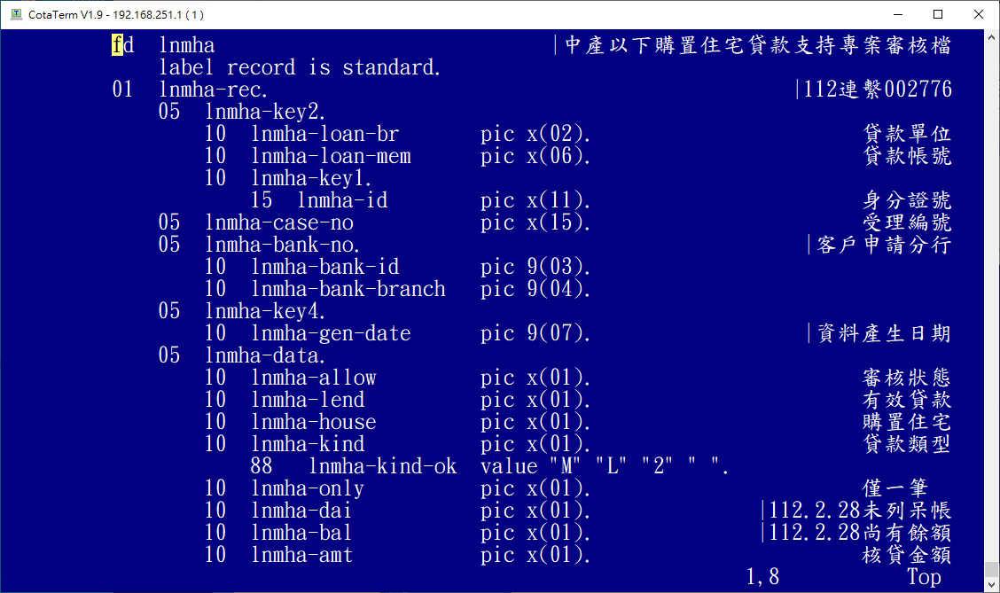 CotaTerm V1.9 - 192.168.251.1 ( 1 )
fd lnmha |中產以下購置住宅貸款支持專案審核檔
label record is standard.
01 lnmha-rec. |112連繫002776
05 lnmha-key2.
10 lnmha-loan-br pic x(02). 貸款單位
10 lnmha-loan-mem pic x(06). 貸款帳號
10 lnmha-key1.
15 lnmha-id pic x(11). 身分證號
05 lnmha-case-no pic x(15). 受理編號
05 lnmha-bank-no. |客戶申請分行
10 lnmha-bank-id pic 9(03).
10 lnmha-bank-branch pic 9(04).
05 lnmha-key4.
10 lnmha-gen-date pic 9(07). |資料產生日期
05 lnmha-data.
10 lnmha-allow pic x(01). 審核狀態
10 lnmha-lend pic x(01). 有效貸款
10 lnmha-house pic x(01). 購置住宅
10 lnmha-kind pic x(01). 貸款類型
88 lnmha-kind-ok value "M" "L" "2" " ".
10 lnmha-only pic x(01). 僅一筆
10 lnmha-dai pic x(01). |112.2.28未列呆帳
10 lnmha-bal pic x(01). |112.2.28尚有餘額
10 lnmha-amt pic x(01). 核貸金額
1,8 Top